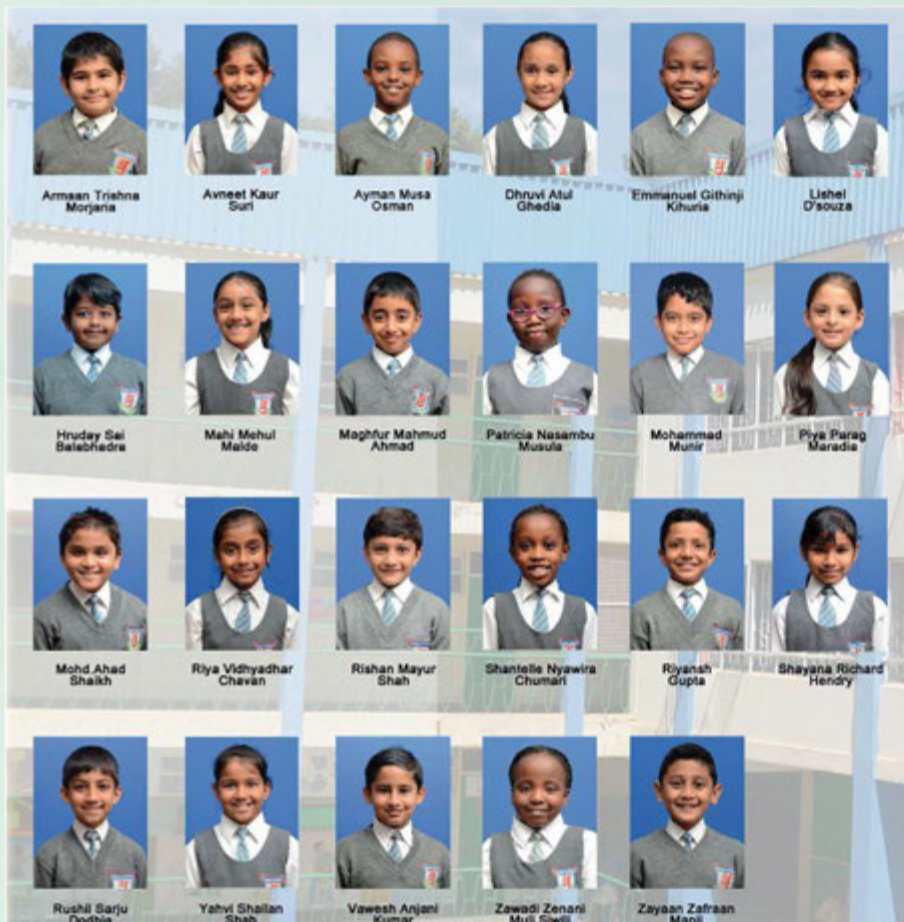 Armaan Trishna
Morjaria
Avneet Kaur
Suri
Ayman Musa
Osman
Dhruvi Atul
Ghedia
Emmanuel Githinji
Kihuria
Lishel
D'souza
Hruday Sai
Balabhadra
Mahi Mehul
Malde
Maghfur Mahmud
Ahmad
Patricia Nasambu
Musula
Mohammad
Munir
Piya Parag
Maradia
Mohd Ahad
Shaikh
Riya Vidhyadhar
Chavan
Rishan Mayur
Shah
Shantelle Nyawira
Chumari
Riyansh
Gupta
Shayana Richard
Hendry
Rushil Sarju
Dodhia
Yahvi Shailan
Shah
Vawesh Anjani
Kumar
Zawadi Zenani
Muli
Zayaan Zafraan
Manji